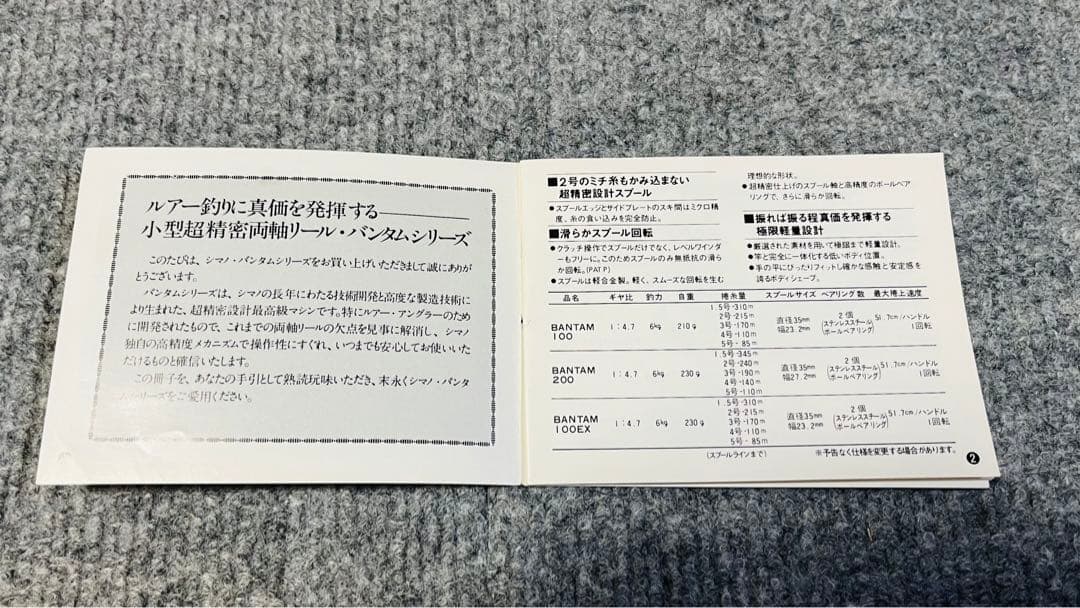 ルアー釣りに真価を発揮する
小型超精密両軸リール・バンタムシリーズ
このたびは、シマノ・バンタムシリーズをお買い上げいただきまして誠にありが
とうございます。
バンタムシリーズは、シマノの長年にわたる技術開発と高度な製造技術に
より生まれた、超精密設計最高級マシンです。特にルアー・アングラーのため
に開発されたもので、これまでの両軸リールの欠点を見事に解消し、シマノ
独自の高精度メカニズムで操作性にすぐれ、いつまでも安心してお使いいた
だけるものと確信いたします。
この冊子を、あなたの手引として熟読玩味いただき、末永くシマノ・バンタ
ムシリーズをご愛用ください。
■2号のミチ糸もかみ込まない
超精密設計スプール
●スプールエッジとサイドプレートのスキ間はミクロ精
度、糸の食い込みを完全防止。
■滑らかスプール回転
●クラッチ操作でスプールだけでなく、レベルワインダ
ーもフリーに。このためスプールのみ無抵抗の滑ら
か回転。(PAT P)
●スプールは軽合金製。軽く、スムーズな回転を生む
理想的な形状。
●超精密仕上げのスプール軸と高精度のボールベア
リングで、さらに滑らか回転。
■振れば振る程真価を発揮する
極限軽量設計
●厳選された素材を用いて極限まで軽量設計。
●竿と完全に一体化する低いボディ位置。
●手の平にぴったりフィットし確かな感触と安定感を
誇るボディシェープ。
品名 ギヤ比 釣力 自重 捲糸量 スプールサイズ ベアリング数 最大捲上速度
BANTAM 100 1:4.7 6kg 210g 1.5号-310m 2号-215m 3号-170m 4号-110m 5号-85m 直径35mm 幅23.2mm 2個 (ステンレススチール ボールベアリング) 51.7cm/ハンドル 1回転
BANTAM 200 1:4.7 6kg 230g 1.5号-345m 2号-240m 3号-190m 4号-140m 5号-110m 直径35mm 幅27.2mm 2個 (ステンレススチール ボールベアリング) 51.7cm/ハンドル 1回転
BANTAM 100EX 1:4.7 6kg 230g 1.5号-310m 2号-215m 3号-170m 4号-110m 5号-85m 直径35mm 幅23.2mm 2個 (ステンレススチール ボールベアリング) 51.7cm/ハンドル 1回転
(スプールラインまで) ※予告なく仕様を変更する場合があります。
2